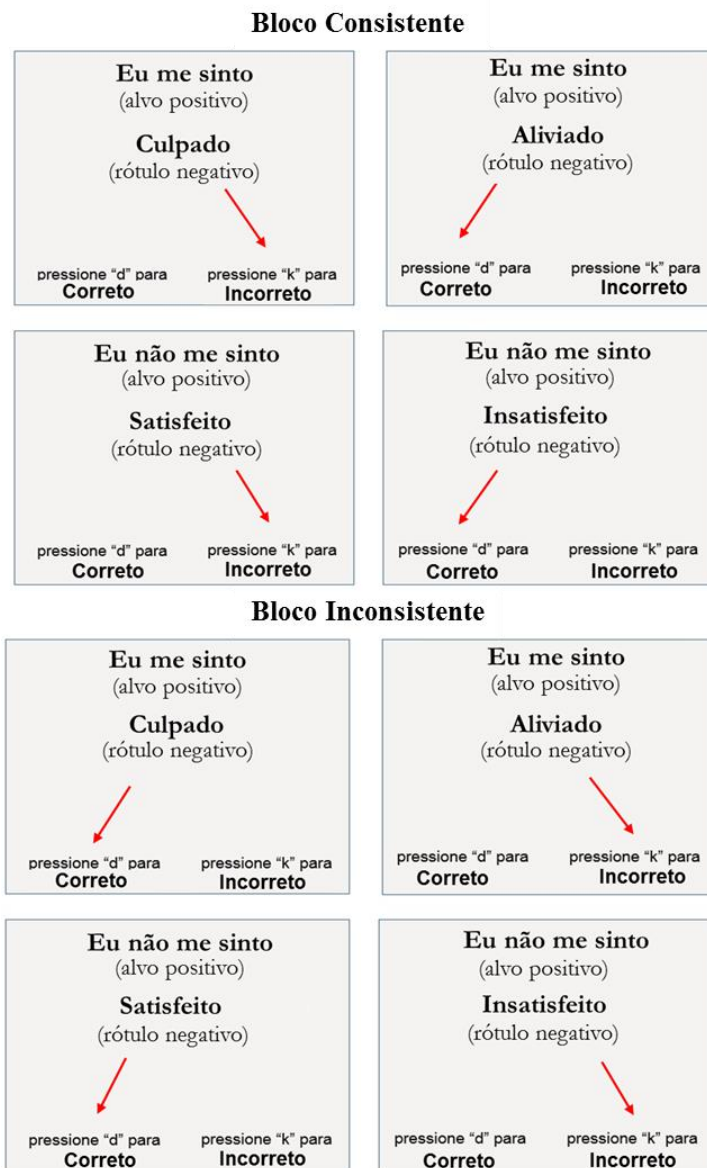 Bloco Consistente
Eu me sinto
(alvo positivo)
Culpado
(rótulo negativo)
pressione "d" para
Correto
pressione "k" para
Incorreto
Eu me sinto
(alvo positivo)
Aliviado
(rótulo negativo)
pressione "d" para
Correto
pressione "k" para
Incorreto
Eu não me sinto
(alvo positivo)
Satisfeito
(rótulo negativo)
pressione "d" para
Correto
pressione "k" para
Incorreto
Eu não me sinto
(alvo positivo)
Insatisfeito
(rótulo negativo)
pressione "d" para
Correto
pressione "k" para
Incorreto
Bloco Inconsistente
Eu me sinto
(alvo positivo)
Culpado
(rótulo negativo)
pressione "d" para
Correto
pressione "k" para
Incorreto
Eu me sinto
(alvo positivo)
Aliviado
(rótulo negativo)
pressione "d" para
Correto
pressione "k" para
Incorreto
Eu não me sinto
(alvo positivo)
Satisfeito
(rótulo negativo)
pressione "d" para
Correto
pressione "k" para
Incorreto
Eu não me sinto
(alvo positivo)
Insatisfeito
(rótulo negativo)
pressione "d" para
Correto
pressione "k" para
Incorreto